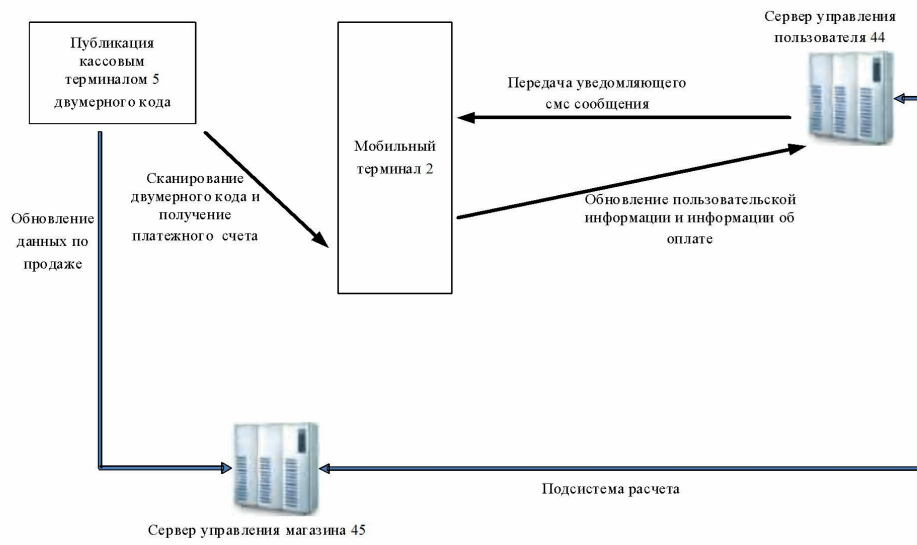 Сервер управления
пользователя 44
Публикация
кассовым
терминалом 5
двумерного кода
Передача уведомляющего
смс сообщения
Мобильный
терминал 2
Сканирование
двумерного кода и
получение
платежного счета
Обновление пользовательской
информации и информации об
оплате
Обновление
данных по
продаже
Подсистема расчета
Сервер управления магазина 45